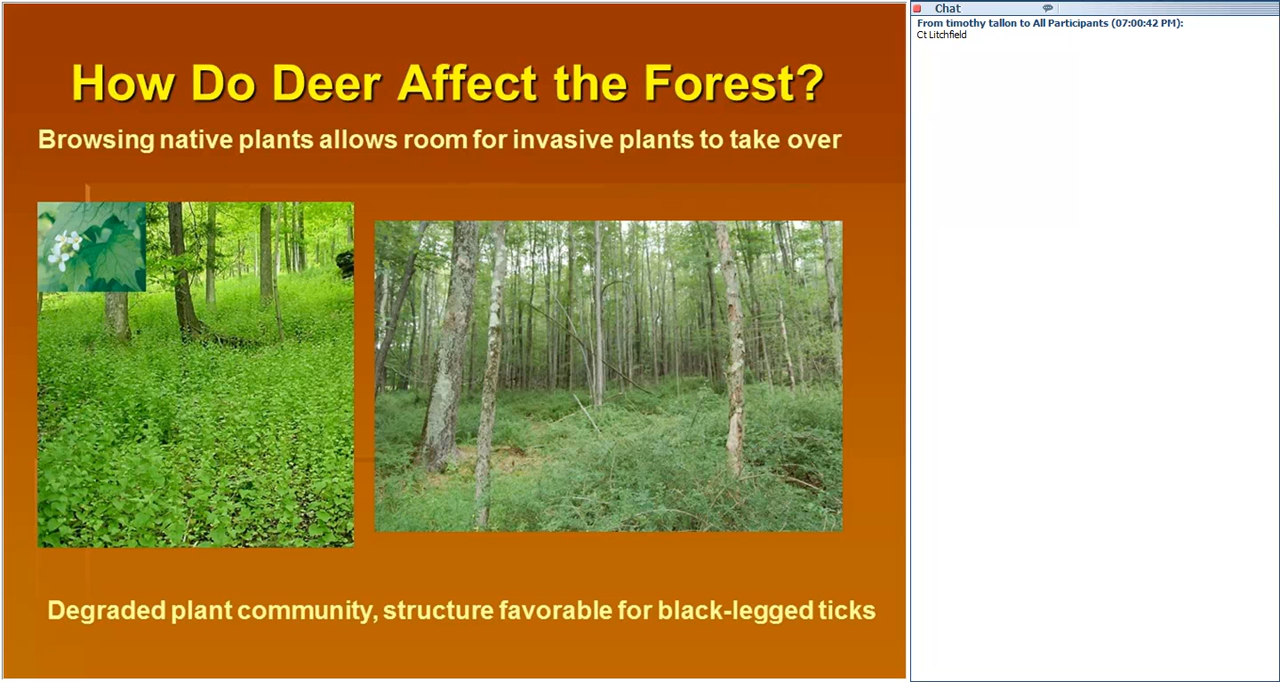 How Do Deer Affect the Forest?
Browsing native plants allows room for invasive plants to take over
Degraded plant community, structure favorable for black-legged ticks
Chat
From timothy tallon to All Participants (07:00:42 PM):
Ct Litchfield